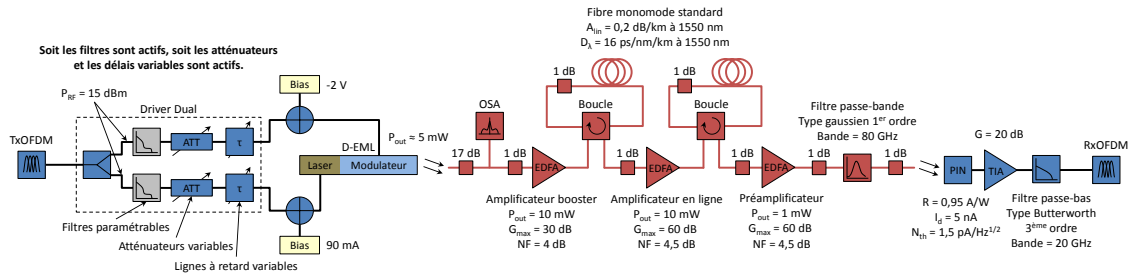 Soit les filtres sont actifs, soit les atténuateurs
et les délais variables sont actifs.
P_RF = 15 dBm
Driver Dual
TxOFDM
ATT
τ
ATT
τ
Filtres paramétrables
Atténuateurs variables
Lignes à retard variables
Bias
-2 V
D-EML
Laser
Modulateur
Bias
90 mA
P_out ≈ 5 mW
17 dB
OSA
1 dB
EDFA
Amplificateur booster
P_out = 10 mW
G_max = 30 dB
NF = 4 dB
Fibre monomode standard
A_lin = 0,2 dB/km à 1550 nm
D_λ = 16 ps/nm/km à 1550 nm
1 dB
Boucle
1 dB
EDFA
Amplificateur en ligne
P_out = 10 mW
G_max = 60 dB
NF = 4,5 dB
1 dB
Boucle
1 dB
EDFA
Préamplificateur
P_out = 1 mW
G_max = 60 dB
NF = 4,5 dB
1 dB
Filtre passe-bande
Type gaussien 1er ordre
Bande = 80 GHz
1 dB
G = 20 dB
PIN
TIA
RxOFDM
R = 0,95 A/W
I_d = 5 nA
N_th = 1,5 pA/Hz^1/2
Filtre passe-bas
Type Butterworth
3ème ordre
Bande = 20 GHz